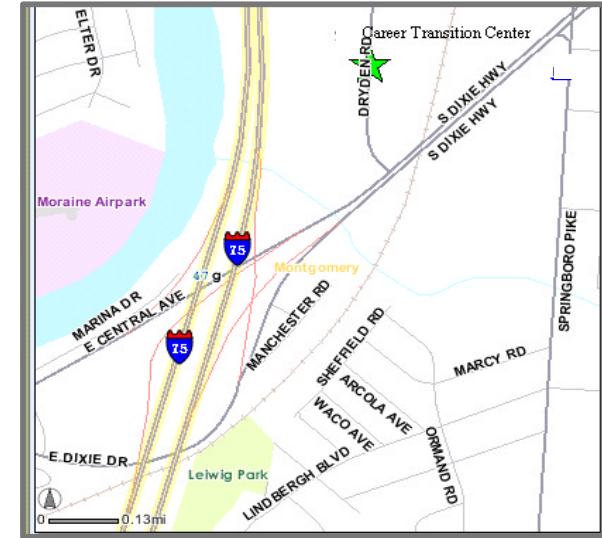 ELTER DR
Career Transition Center
DRYDEN RD
S DIXIE HWY
S DIXIE HWY
Moraine Airpark
SPRINGBORO PIKE
75
47
g
Montgomery
MARINA DR
E CENTRAL AVE
75
MANCHESTER RD
SHEFFIELD RD
MARCY RD
ARCOLA AVE
WACO AVE
ORMAND RD
E DIXIE DR
Leiwig Park
LINDBERGH BLVD
0
0.13mi